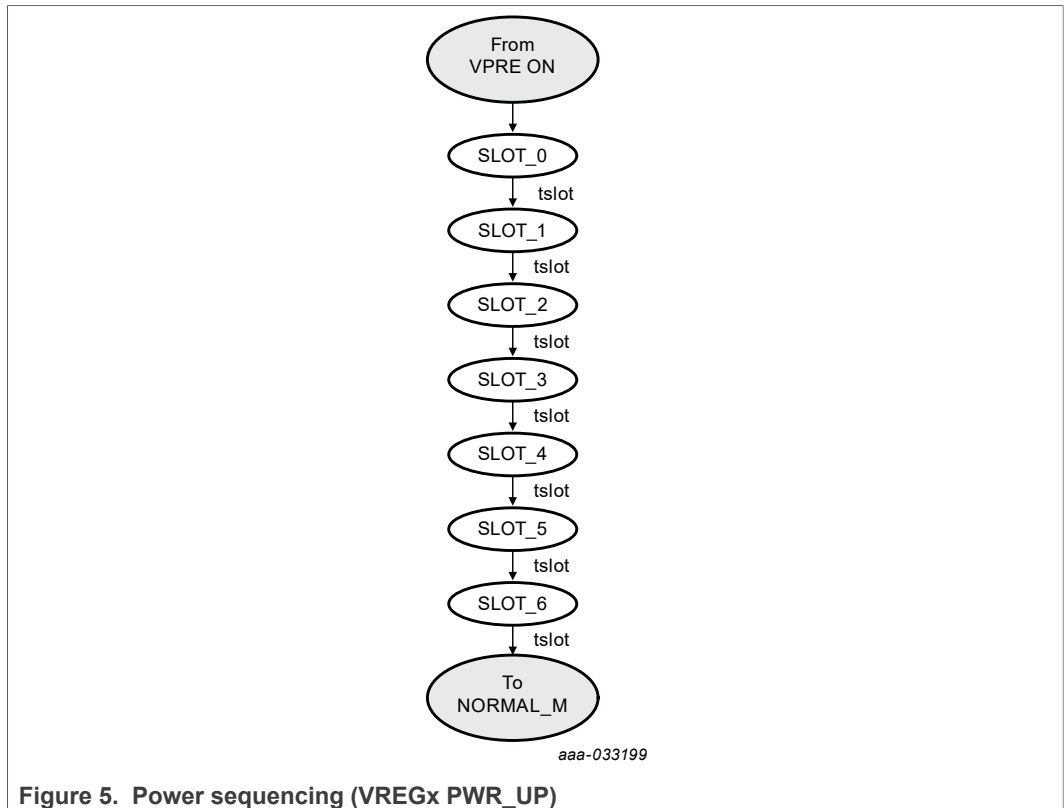 From
VPRE ON
SLOT_0
tslot
SLOT_1
tslot
SLOT_2
tslot
SLOT_3
tslot
SLOT_4
tslot
SLOT_5
tslot
SLOT_6
tslot
To
NORMAL_M
aaa-033199
Figure 5. Power sequencing (VREGx PWR_UP)